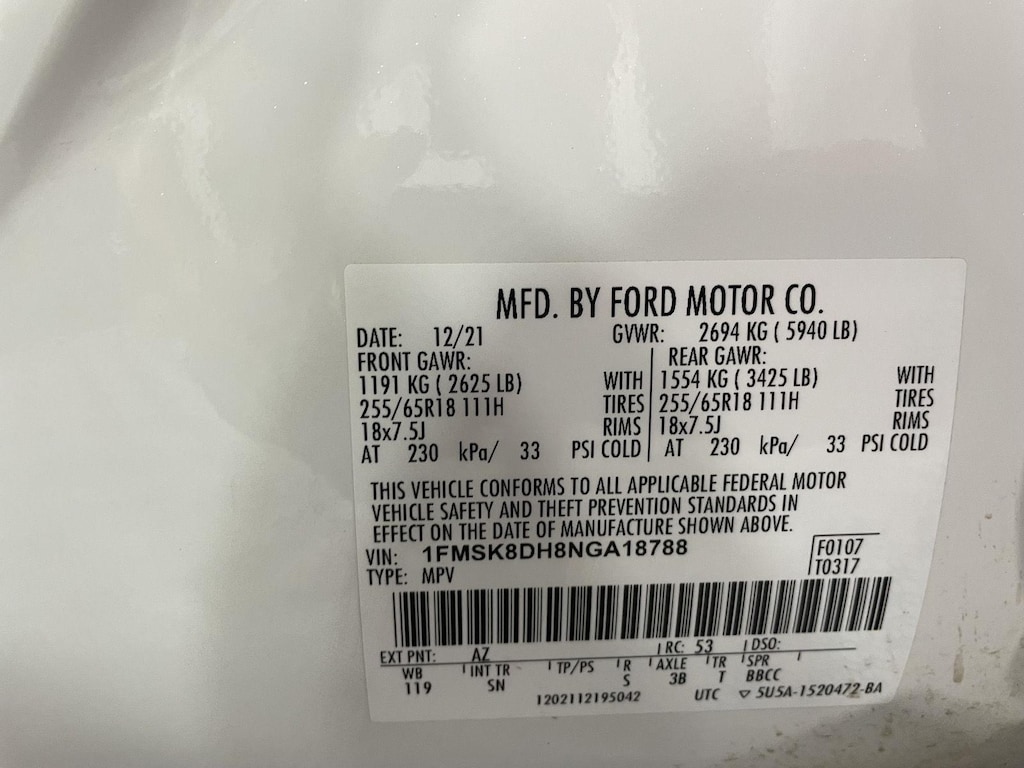 MFD. BY FORD MOTOR CO.
DATE: 12/21 GVWR: 2694 KG ( 5940 LB)
FRONT GAWR: REAR GAWR:
1191 KG ( 2625 LB) WITH 1554 KG ( 3425 LB) WITH
255/65R18 111H TIRES 255/65R18 111H TIRES
18x7.5J RIMS 18x7.5J RIMS
AT 230 kPa/ 33 PSI COLD AT 230 kPa/ 33 PSI COLD
THIS VEHICLE CONFORMS TO ALL APPLICABLE FEDERAL MOTOR
VEHICLE SAFETY AND THEFT PREVENTION STANDARDS IN
EFFECT ON THE DATE OF MANUFACTURE SHOWN ABOVE.
VIN: 1FMSK8DH8NGA18788 F0107
TYPE: MPV T0317
EXT PNT: AZ RC: 53 DSO:
WB INT TR TP/PS R AXLE TR SPR
119 SN S 3B T BBCC
1202112195042 UTC ▽ 5U5A-1520472-BA